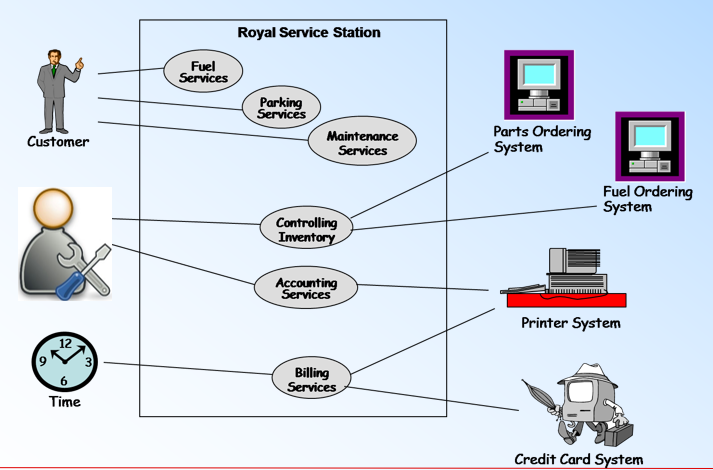 Royal Service Station
Fuel
Services
Parking
Services
Maintenance
Services
Customer
Parts Ordering
System
Fuel Ordering
System
Controlling
Inventory
Accounting
Services
Printer System
12
9
3
6
Time
Billing
Services
Credit Card System